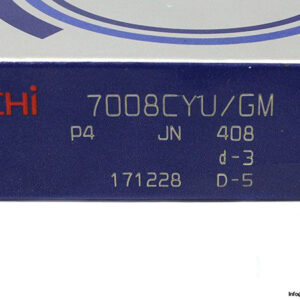 CHi 7008CYU/GM
P4 JN 408
d-3
171228 D-5